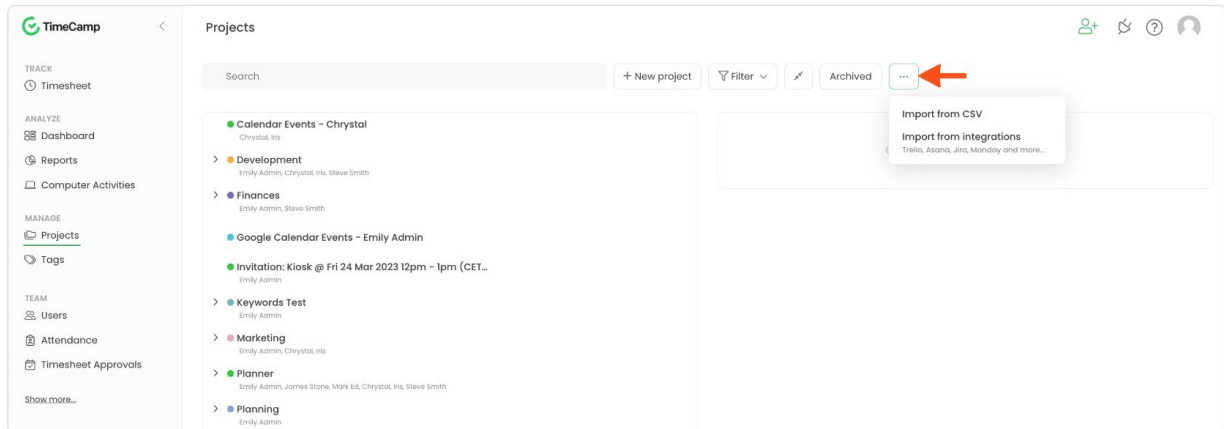 TimeCamp
Projects
TRACK
Timesheet
ANALYZE
Dashboard
Reports
Computer Activities
MANAGE
Projects
Tags
TEAM
Users
Attendance
Timesheet Approvals
Show more...
Search
+ New project
Filter
Archived
...
Import from CSV
Import from integrations
Trello, Asana, Jira, Monday and more...
Calendar Events - Chrystal
Chrystal, Iris
Development
Emily Admin, Chrystal, Iris, Steve Smith
Finances
Emily Admin, Steve Smith
Google Calendar Events - Emily Admin
Invitation: Kiosk @ Fri 24 Mar 2023 12pm - 1pm (CET...
Emily Admin
Keywords Test
Emily Admin
Marketing
Emily Admin, Chrystal, Iris
Planner
Emily Admin, James Stone, Mark Ed, Chrystal, Iris, Steve Smith
Planning
Emily Admin